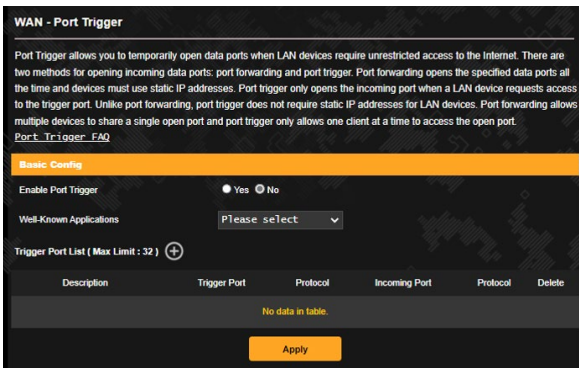 WAN - Port Trigger
Port Trigger allows you to temporarily open data ports when LAN devices require unrestricted access to the Internet. There are
two methods for opening incoming data ports: port forwarding and port trigger. Port forwarding opens the specified data ports all
the time and devices must use static IP addresses. Port trigger only opens the incoming port when a LAN device requests access
to the trigger port. Unlike port forwarding, port trigger does not require static IP addresses for LAN devices. Port forwarding allows
multiple devices to share a single open port and port trigger only allows one client at a time to access the open port.
Port Trigger FAQ
Basic Config
Enable Port Trigger Yes No
Well-Known Applications Please select
Trigger Port List ( Max Limit : 32 )
Description Trigger Port Protocol Incoming Port Protocol Delete
No data in table.
Apply